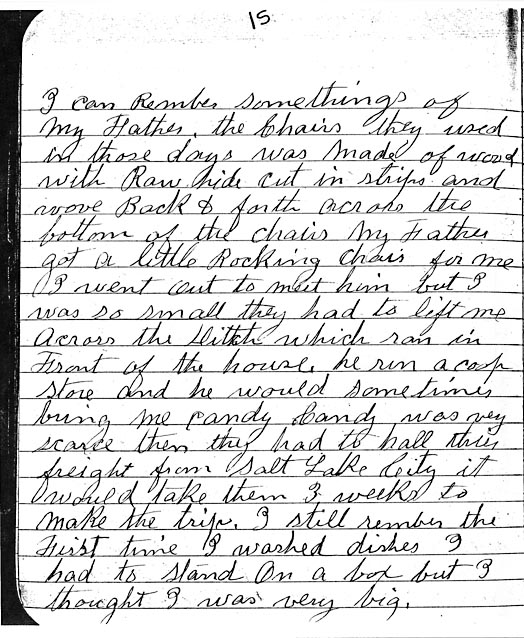 15
I can Rember somethings of
My Father. the Chairs they used
in those days was Made of wood
with Raw hide cut in strips and
wove Back & forth across the
bottom of the chairs My Father
got a little Rocking Chair for me
I went out to meet him but I
was so small they had to lift me
across the Ditch which ran in
Front of the house. he run a coop
store and he would sometimes
bring me candy Candy was very
scarce then they had to hall their
freight from Salt Lake City it
would take them 3 weeks to
make the trip. I still rember the
First time I washed dishes I
had to stand On a box but I
thought I was very big.